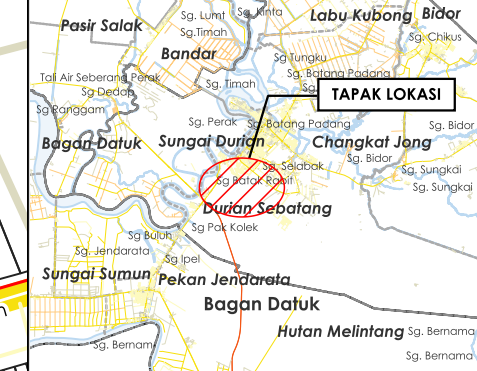 Sg. Lumt
Sg. Kinta
Labu Kubong
Bidor
Pasir Salak
Sg.Timah
Sg. Chikus
Bandar
Sg Tungku
Tali Air Seberang Perak
Sg. Timah
Sg. Batang Padang
Sg Dedap
Sg.
TAPAK LOKASI
Sg Ranggam
Sg. Perak
Sg. Batang Padang
Sg. Bidor
Bagan Datuk
Sungai Durian
Changkat Jong
Sg. Selabak
Sg. Bidor
Sg. Sungkai
Sg Batak Rabit
Sg. Sungkai
Durian Sebatang
Sg Pak Kolek
Sg Buluh
Sg. Jendarata
Sg Ipel
Sungai Sumun
Pekan Jendarata
Bagan Datuk
Hutan Melintang
Sg. Bernama
Sg. Bernam
Sg. Bernama